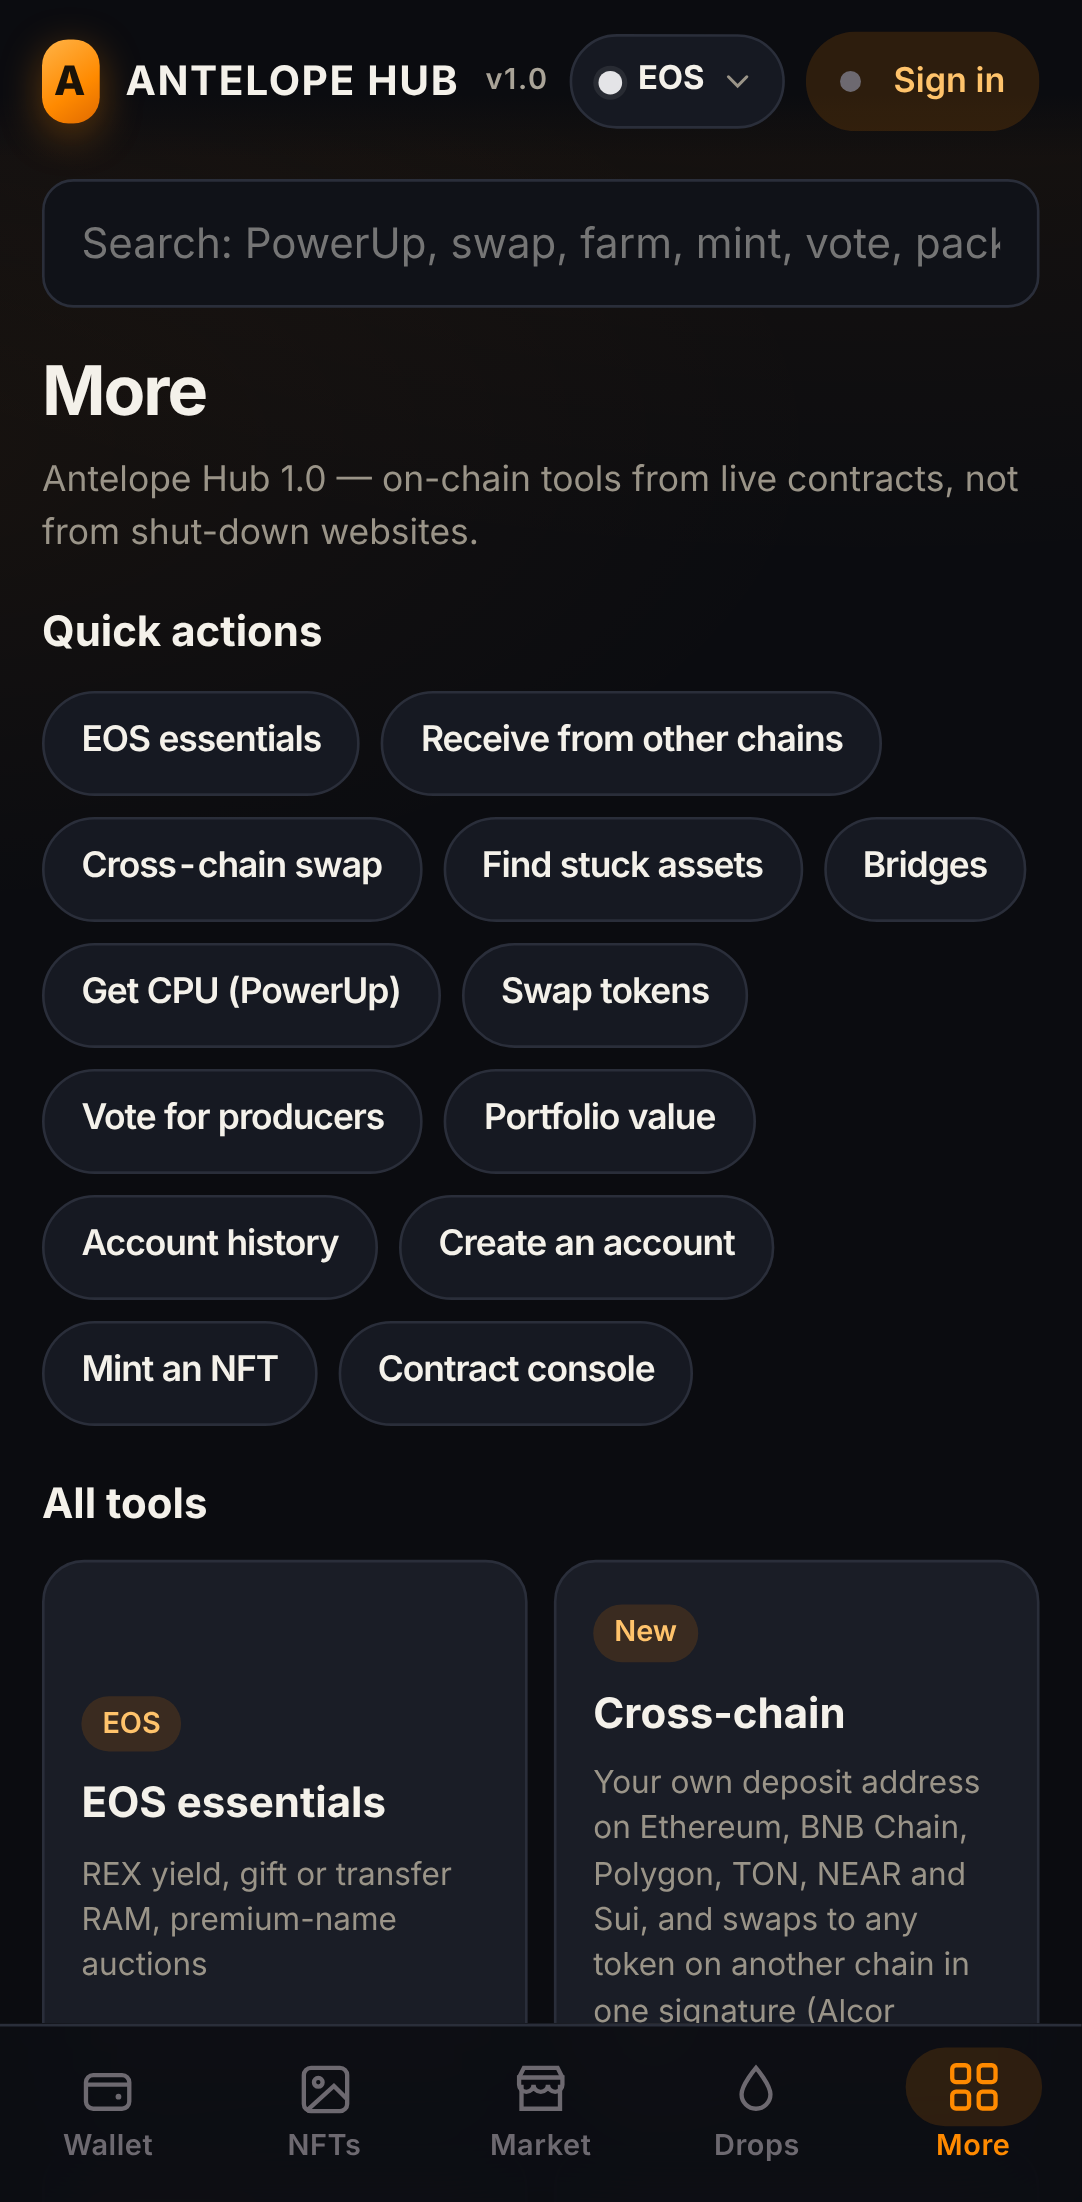 A ANTELOPE HUB v1.0 EOS Sign in
Search: PowerUp, swap, farm, mint, vote, pack
More
Antelope Hub 1.0 — on-chain tools from live contracts, not
from shut-down websites.
Quick actions
EOS essentials Receive from other chains
Cross-chain swap Find stuck assets Bridges
Get CPU (PowerUp) Swap tokens
Vote for producers Portfolio value
Account history Create an account
Mint an NFT Contract console
All tools
EOS
EOS essentials
REX yield, gift or transfer
RAM, premium-name
auctions
New
Cross-chain
Your own deposit address
on Ethereum, BNB Chain,
Polygon, TON, NEAR and
Sui, and swaps to any
token on another chain in
one signature (Alcor
Wallet NFTs Market Drops More